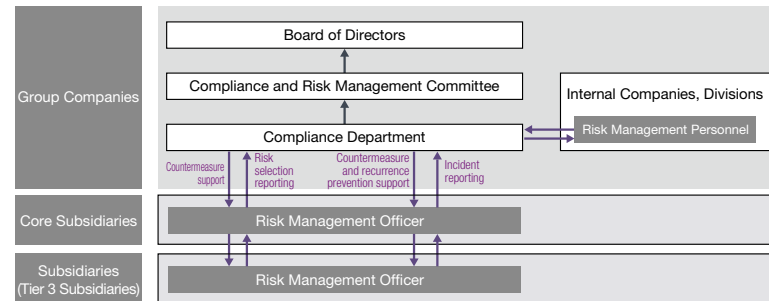 Board of Directors
Group Companies
Compliance and Risk Management Committee
Internal Companies, Divisions
Risk Management Personnel
Compliance Department
Countermeasure
support
Risk
selection
reporting
Countermeasure
and recurrence
prevention support
Incident
reporting
Core Subsidiaries
Risk Management Officer
Subsidiaries
(Tier 3 Subsidiaries)
Risk Management Officer